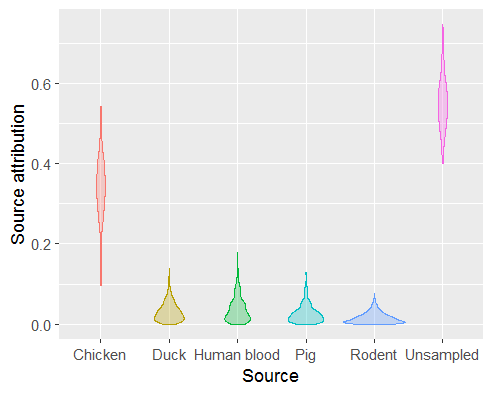 Source attribution
0.6
0.4
0.2
0.0
Chicken Duck Human blood Pig Rodent Unsampled
Source